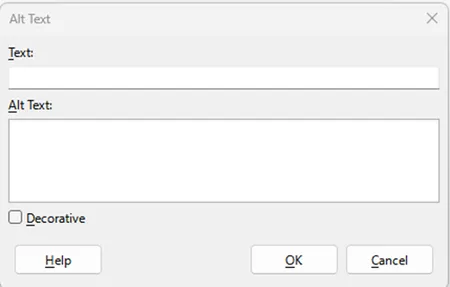 Alt Text
Text:
Alt Text:
Decorative
Help OK Cancel